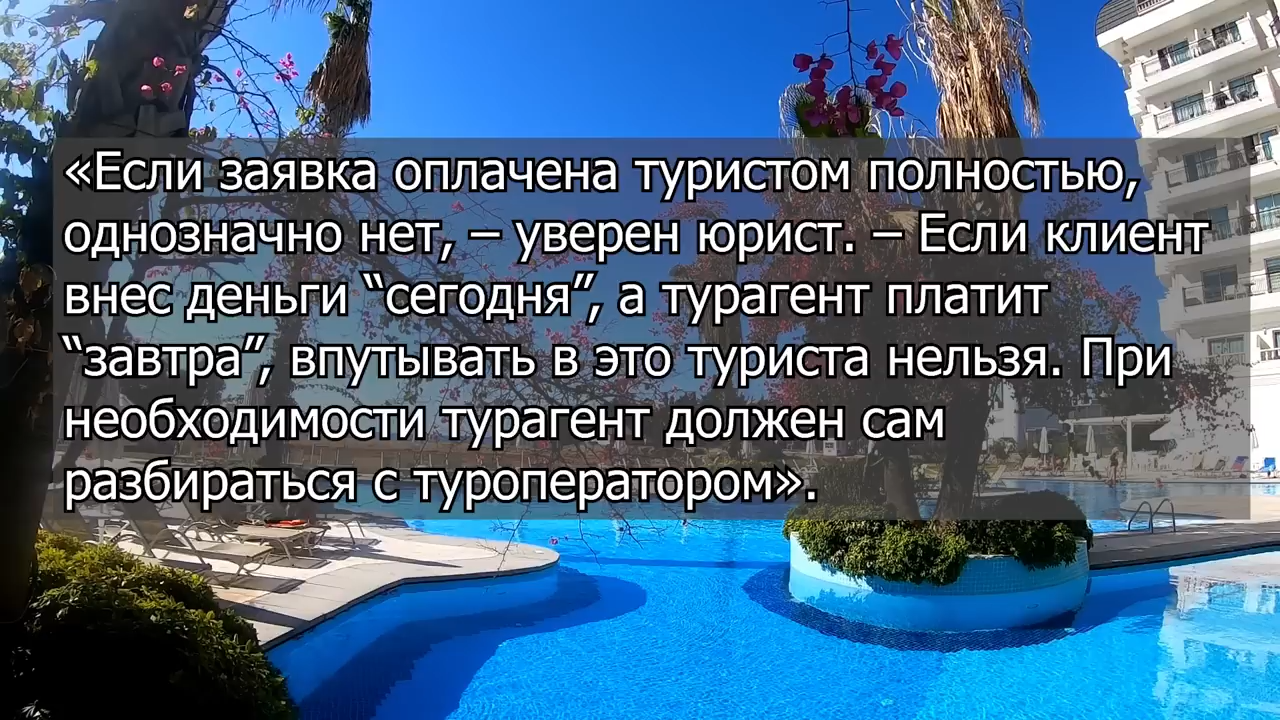 «Если заявка оплачена туристом полностью,
однозначно нет, – уверен юрист. – Если клиент
внес деньги “сегодня”, а турагент платит
“завтра”, впутывать в это туриста нельзя. При
необходимости турагент должен сам
разбираться с туроператором».